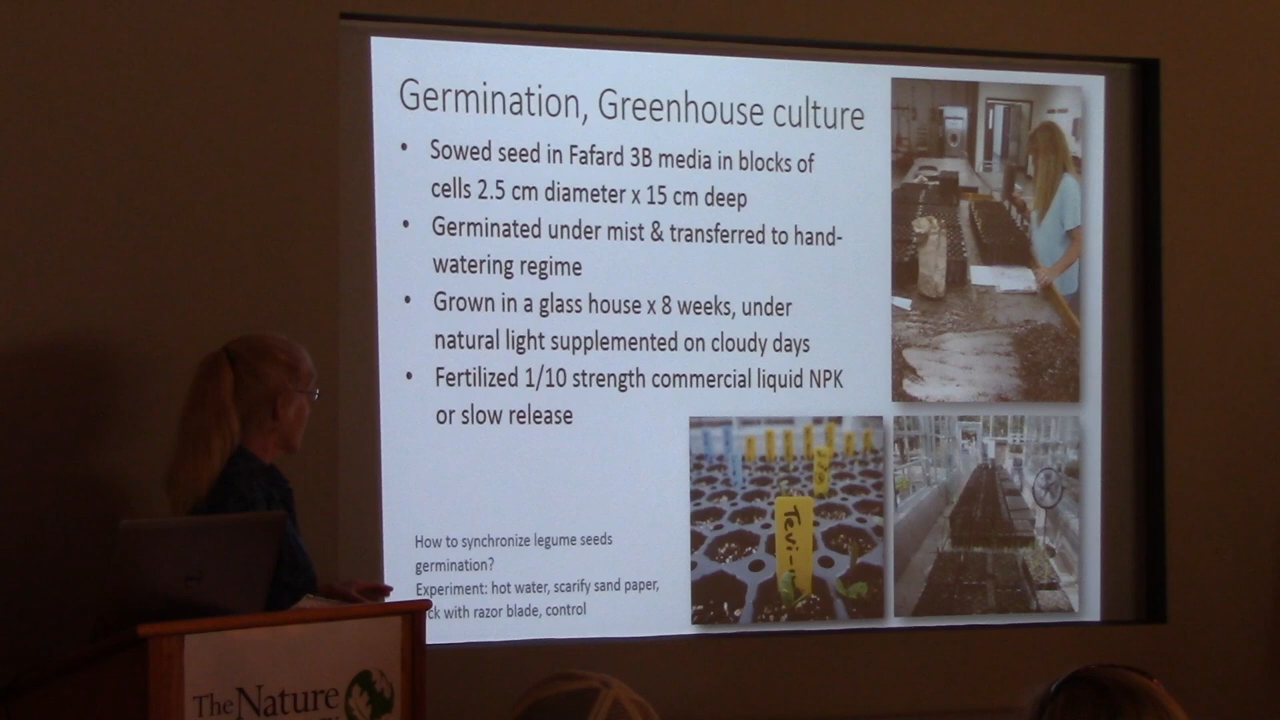 Germination, Greenhouse culture
• Sowed seed in Fafard 3B media in blocks of
cells 2.5 cm diameter x 15 cm deep
• Germinated under mist & transferred to hand-
watering regime
• Grown in a glass house x 8 weeks, under
natural light supplemented on cloudy days
• Fertilized 1/10 strength commercial liquid NPK
or slow release
How to synchronize legume seeds
germination?
Experiment: hot water, scarify sand paper,
with razor blade, control
The Nature